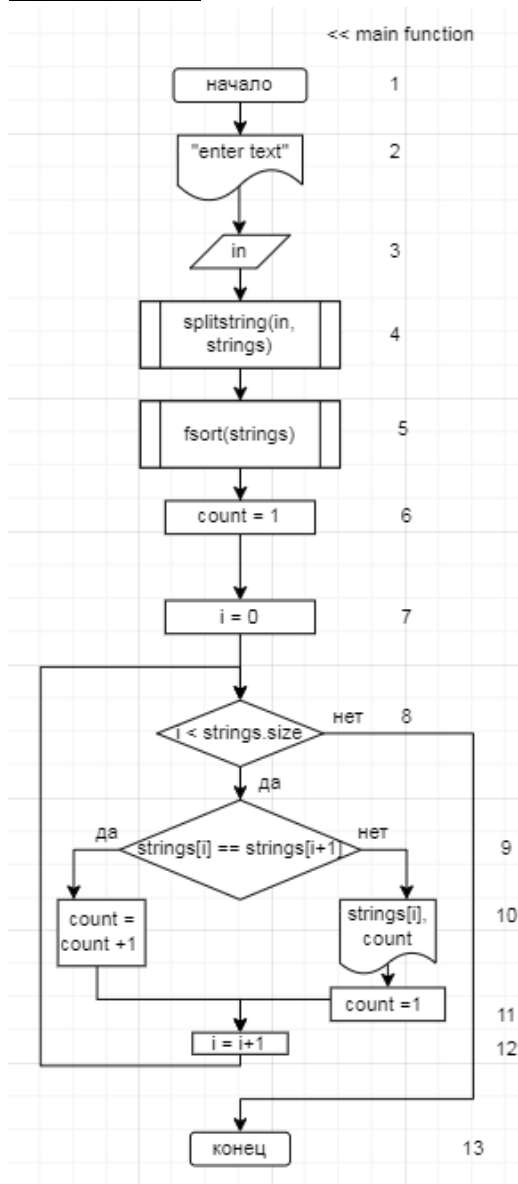 << main function
начало 1
"enter text" 2
in 3
splitstring(in,
strings) 4
fsort(strings) 5
count = 1 6
i = 0 7
i < strings.size нет 8
да
да strings[i] == strings[i+1] нет 9
count =
count +1
strings[i],
count 10
count =1 11
i = i+1 12
конец 13